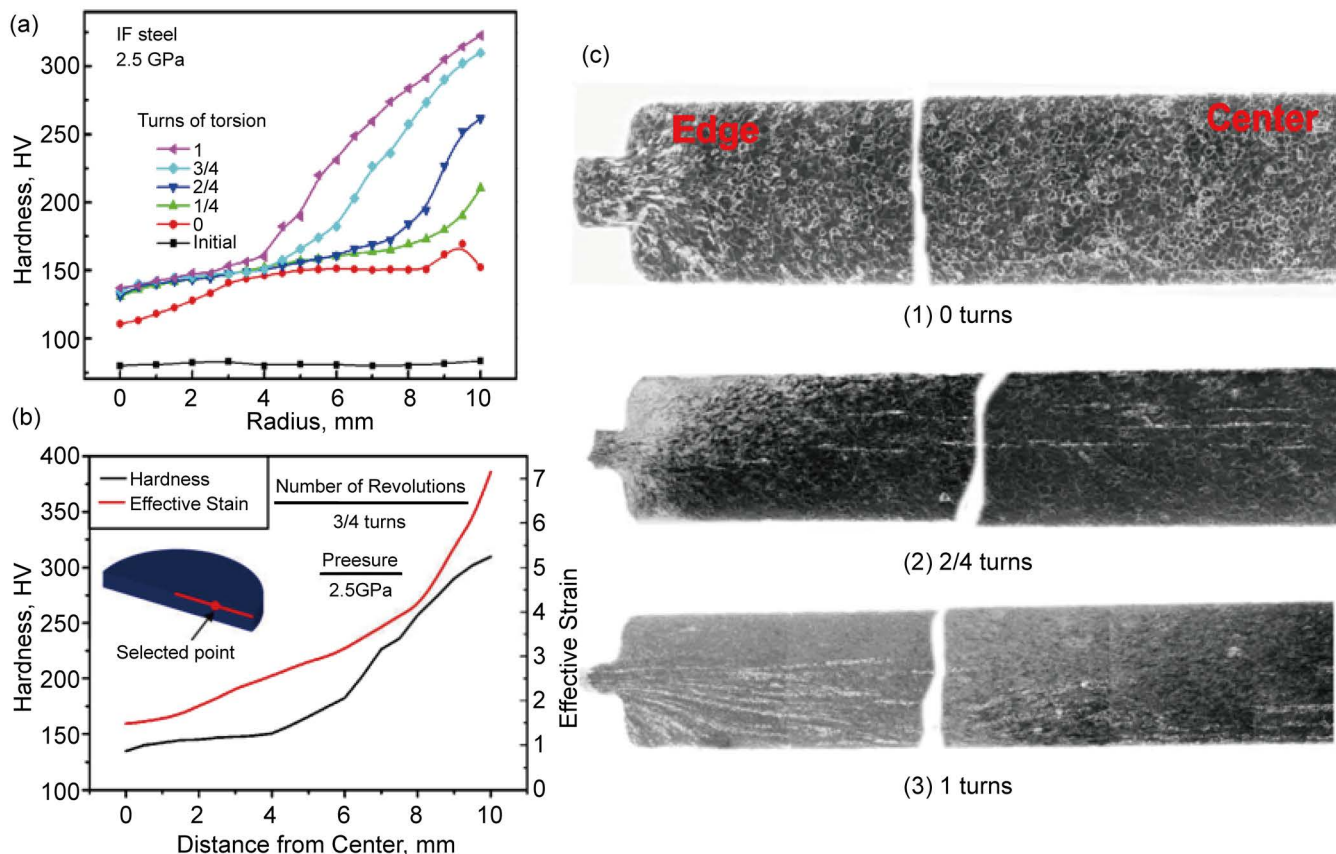 (a)
IF steel
2.5 GPa
Turns of torsion
1
3/4
2/4
1/4
0
Initial
Hardness, HV
300
250
200
150
100
0 2 4 6 8 10
Radius, mm
(b)
Hardness
Effective Stain
Number of Revolutions
3/4 turns
Preesure
2.5GPa
Selected point
Hardness, HV
400
350
300
250
200
150
100
7
6
5
4
3
2
1
0
Effective Strain
0 2 4 6 8 10
Distance from Center, mm
(c)
Edge
Center
(1) 0 turns
(2) 2/4 turns
(3) 1 turns